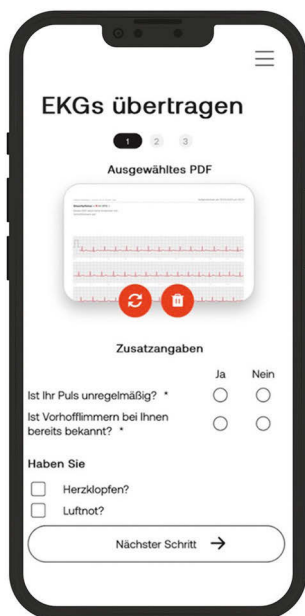 EKGs übertragen
1 2 3
Ausgewähltes PDF
Zusatzangaben
Ja Nein
Ist Ihr Puls unregelmäßig? *
Ist Vorhofflimmern bei Ihnen
bereits bekannt? *
Haben Sie
Herzklopfen?
Luftnot?
Nächster Schritt →